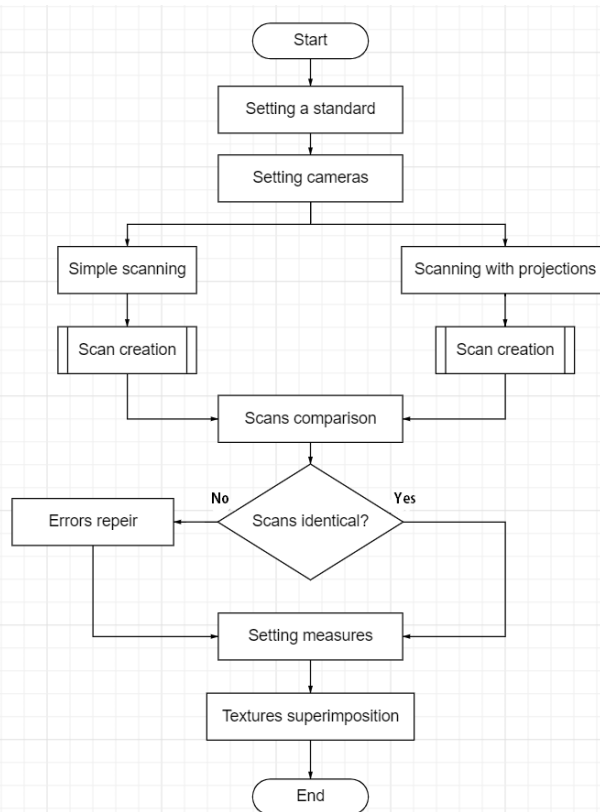 Start
Setting a standard
Setting cameras
Simple scanning
Scanning with projections
Scan creation
Scan creation
Scans comparison
No
Yes
Scans identical?
Errors repeir
Setting measures
Textures superimposition
End